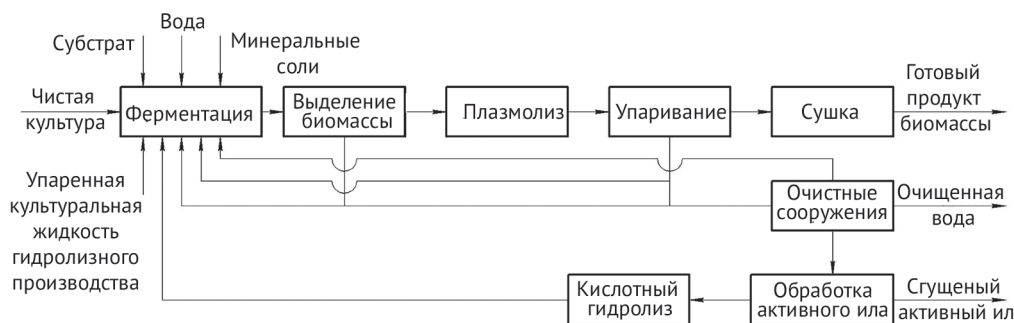 Вода
Субстрат
Минеральные
соли
Чистая
культура
Ферментация
Выделение
биомассы
Плазмолиз
Упаривание
Сушка
Готовый
продукт
биомассы
Упаренная
культуральная
жидкость
гидролизного
производства
Очистные
сооружения
Очищенная
вода
Кислотный
гидролиз
Обработка
активного ила
Сгущеный
активный ил